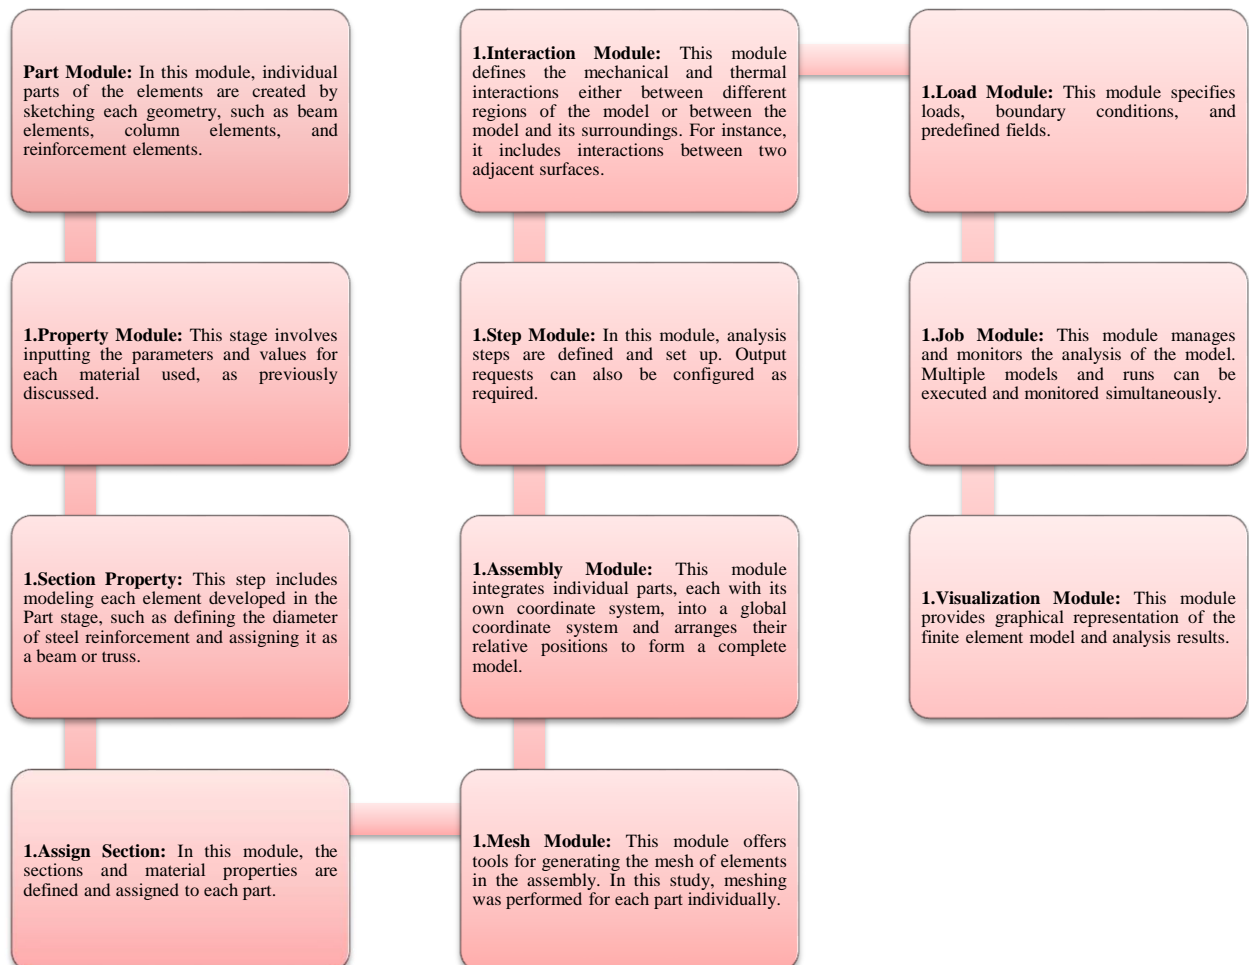 Part Module: In this module, individual
parts of the elements are created by
sketching each geometry, such as beam
elements, column elements, and
reinforcement elements.
1.Property Module: This stage involves
inputting the parameters and values for
each material used, as previously
discussed.
1.Section Property: This step includes
modeling each element developed in the
Part stage, such as defining the diameter
of steel reinforcement and assigning it as
a beam or truss.
1.Assign Section: In this module, the
sections and material properties are
defined and assigned to each part.
1.Mesh Module: This module offers
tools for generating the mesh of elements
in the assembly. In this study, meshing
was performed for each part individually.
1.Assembly Module: This module
integrates individual parts, each with its
own coordinate system, into a global
coordinate system and arranges their
relative positions to form a complete
model.
1.Step Module: In this module, analysis
steps are defined and set up. Output
requests can also be configured as
required.
1.Interaction Module: This module
defines the mechanical and thermal
interactions either between different
regions of the model or between the
model and its surroundings. For instance,
it includes interactions between two
adjacent surfaces.
1.Load Module: This module specifies
loads, boundary conditions, and
predefined fields.
1.Job Module: This module manages
and monitors the analysis of the model.
Multiple models and runs can be
executed and monitored simultaneously.
1.Visualization Module: This module
provides graphical representation of the
finite element model and analysis results.